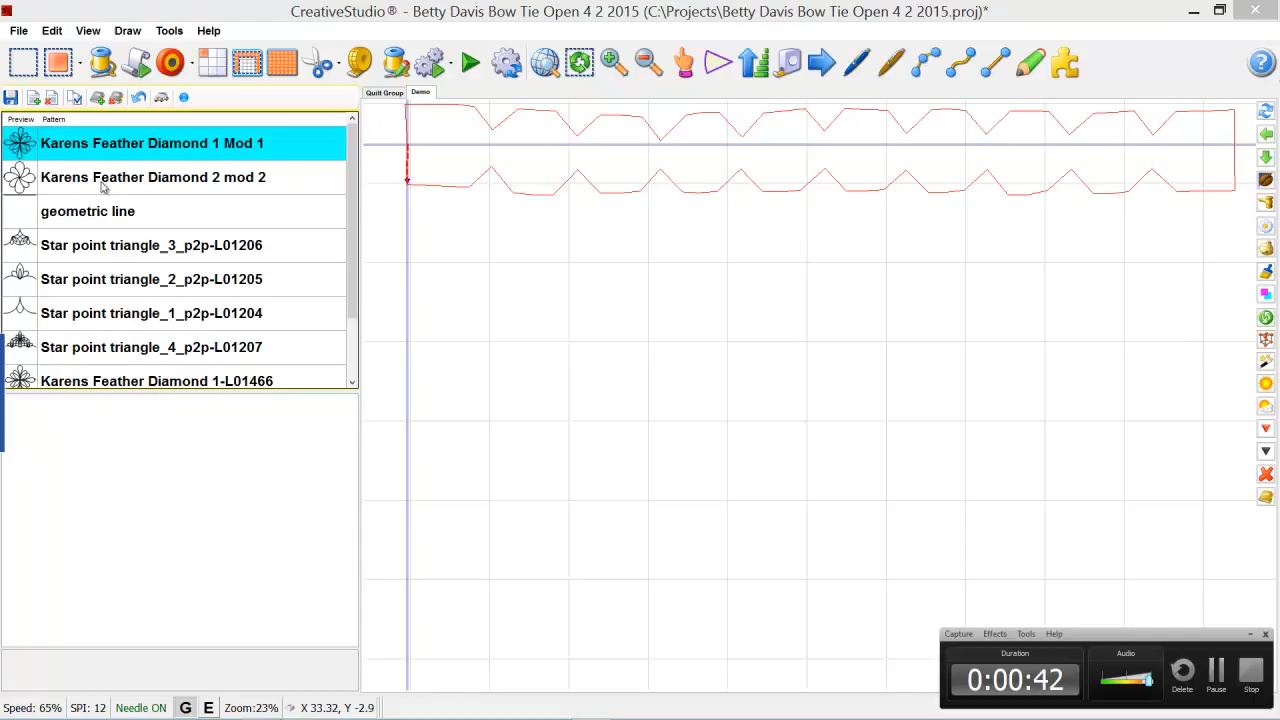 CreativeStudio® - Betty Davis Bow Tie Open 4 2 2015 (C:\Projens\Betty Davis Bow Tie Open 4 2 2015.proj)*
File Edit View Draw Tools Help
Quilt Group Demo
Preview Pattern
Karens Feather Diamond 1 Mod 1
Karens Feather Diamond 2 mod 2
geometric line
Star point triangle_3_p2p-L01206
Star point triangle_2_p2p-L01205
Star point triangle_1_p2p-L01204
Star point triangle_4_p2p-L01207
Karens Feather Diamond 1-L01466
Capture Effects Tools Help
Duration Audio
0:00:42
Delete Pause Stop
Speed: 65% SPI: 12 Needle ON G E Zoom:23% X 33.32, Y -2.9